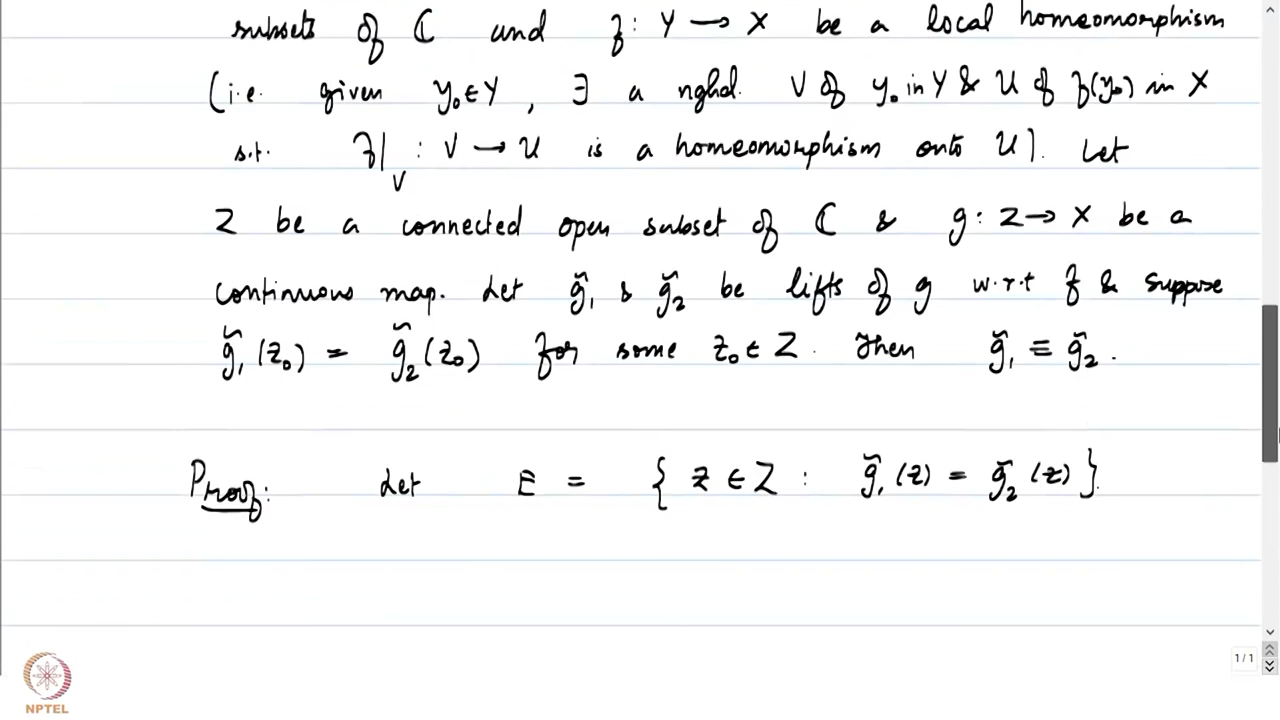 subsets of ℂ and f : Y → X be a local homeomorphism
(i.e. given y₀ ∈ Y , ∃ a nghd. V of y₀ in Y & U of f(y₀) in X
s.t. f|_V : V → U is a homeomorphism onto U). Let
Z be a connected open subset of ℂ & g : Z → X be a
continuous map. Let g̃₁ & g̃₂ be lifts of g w.r.t f & suppose
g̃₁(z₀) = g̃₂(z₀) for some z₀ ∈ Z. Then g̃₁ ≡ g̃₂.
Proof: Let E = { z ∈ Z : g̃₁(z) = g̃₂(z) }.
1 / 1
NPTEL